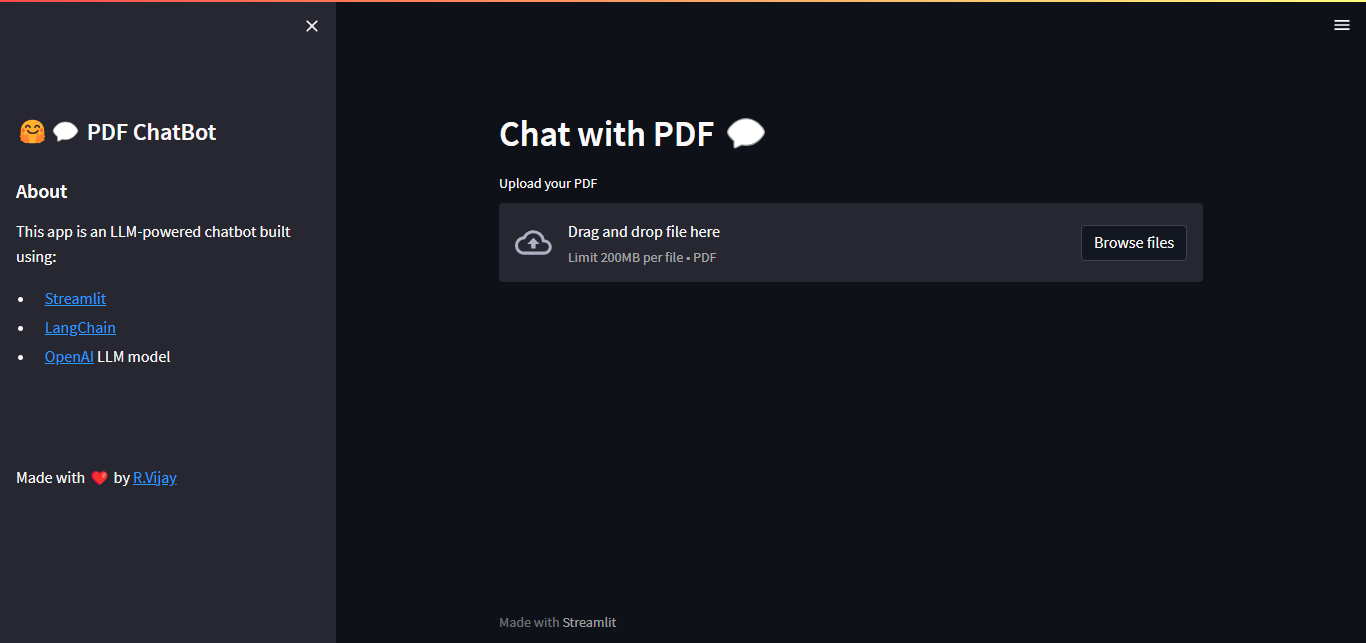 🤗💬 PDF ChatBot
About
This app is an LLM-powered chatbot built
using:
• Streamlit
• LangChain
• OpenAI LLM model
Made with ❤️ by R.Vijay
Chat with PDF 💬
Upload your PDF
Drag and drop file here
Limit 200MB per file • PDF
Browse files
Made with Streamlit